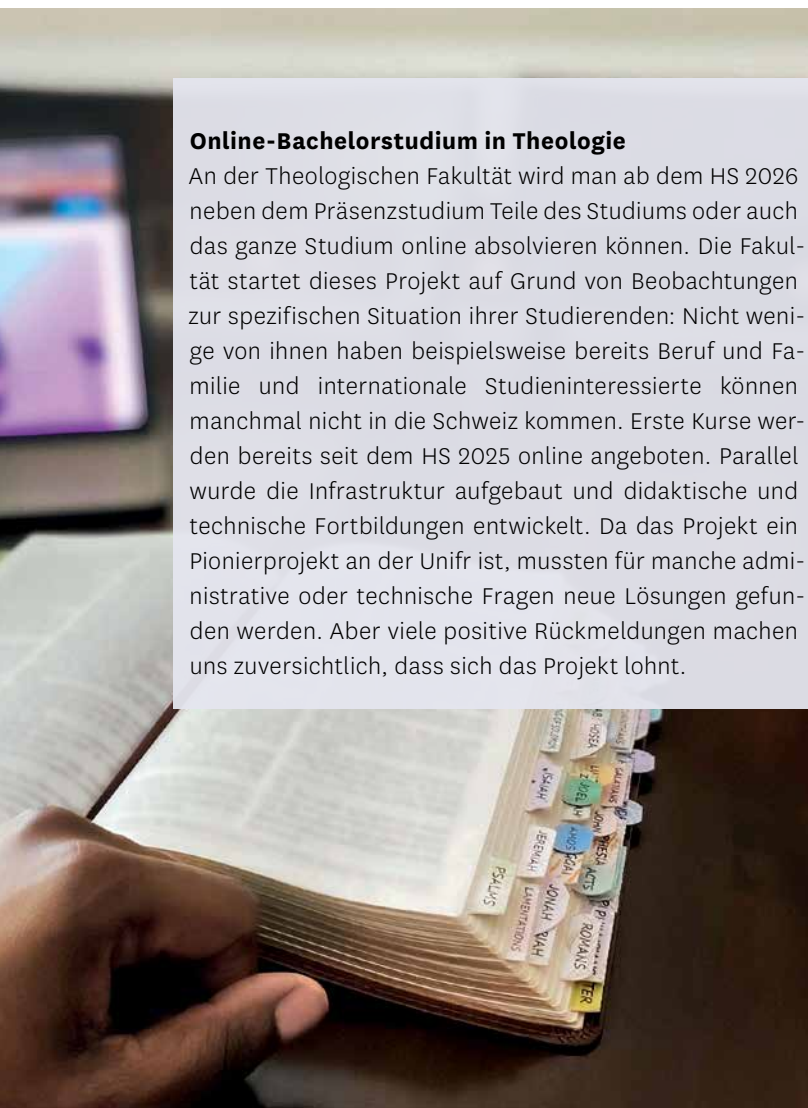 Online-Bachelorstudium in Theologie
An der Theologischen Fakultät wird man ab dem HS 2026
neben dem Präsenzstudium Teile des Studiums oder auch
das ganze Studium online absolvieren können. Die Fakul-
tät startet dieses Projekt auf Grund von Beobachtungen
zur spezifischen Situation ihrer Studierenden: Nicht weni-
ge von ihnen haben beispielsweise bereits Beruf und Fa-
milie und internationale Studieninteressierte können
manchmal nicht in die Schweiz kommen. Erste Kurse wer-
den bereits seit dem HS 2025 online angeboten. Parallel
wurde die Infrastruktur aufgebaut und didaktische und
technische Fortbildungen entwickelt. Da das Projekt ein
Pionierprojekt an der Unifr ist, mussten für manche admi-
nistrative oder technische Fragen neue Lösungen gefun-
den werden. Aber viele positive Rückmeldungen machen
uns zuversichtlich, dass sich das Projekt lohnt.
HOSEA
ISAIAH
JOEL
GALATIANS
JEREMIAH
AMOS
JOHN
ACTS
PSALMS
LAMENTATIONS
JONAH
ROMANS